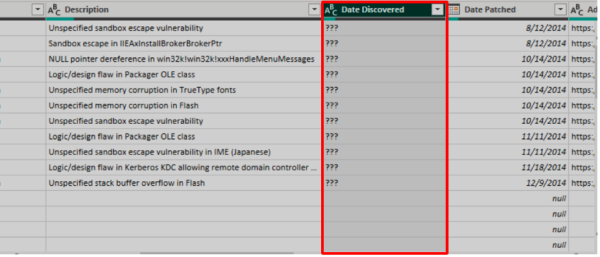 ABC Description ABC Date Discovered Date Patched ABC Ad
Unspecified sandbox escape vulnerability ??? 8/12/2014 https:,
Sandbox escape in IIEAxInstallBrokerBrokerPtr ??? 8/12/2014 https:,
NULL pointer dereference in win32k!win32k!xxxHandleMenuMessages ??? 10/14/2014 https:,
Logic/design flaw in Packager OLE class ??? 10/14/2014 https:,
Unspecified memory corruption in TrueType fonts ??? 10/14/2014 https:,
Unspecified memory corruption in Flash ??? 10/14/2014 https:,
Unspecified sandbox escape vulnerability ??? 10/14/2014 https:,
Logic/design flaw in Packager OLE class ??? 11/11/2014 https:,
Unspecified sandbox escape vulnerability in IME (Japanese) ??? 11/11/2014 https:,
Logic/design flaw in Kerberos KDC allowing remote domain controller ... ??? 11/18/2014 https:,
Unspecified stack buffer overflow in Flash ??? 12/9/2014 https:,
null
null
null
null